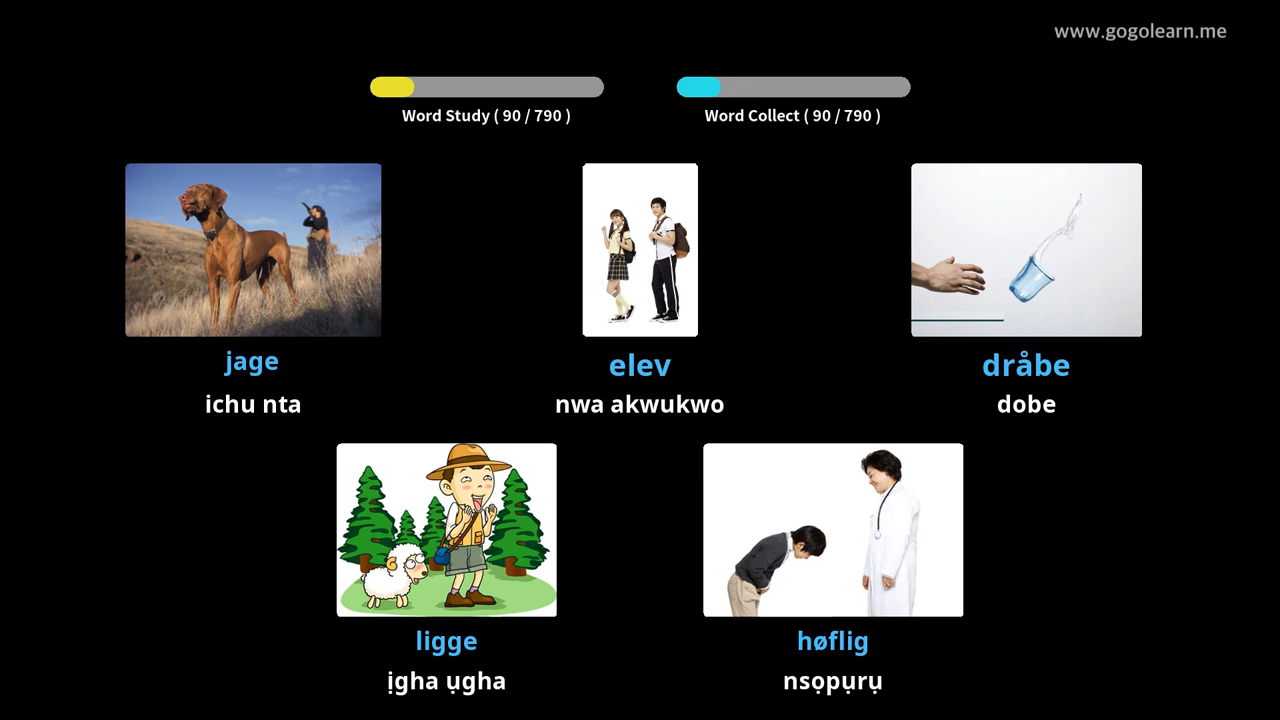 www.gogolearn.me
Word Study ( 90 / 790 )
Word Collect ( 90 / 790 )
jage
elev
dråbe
ichu nta
nwa akwukwo
dobe
ligge
høflig
ịgha ụgha
nsọpụrụ